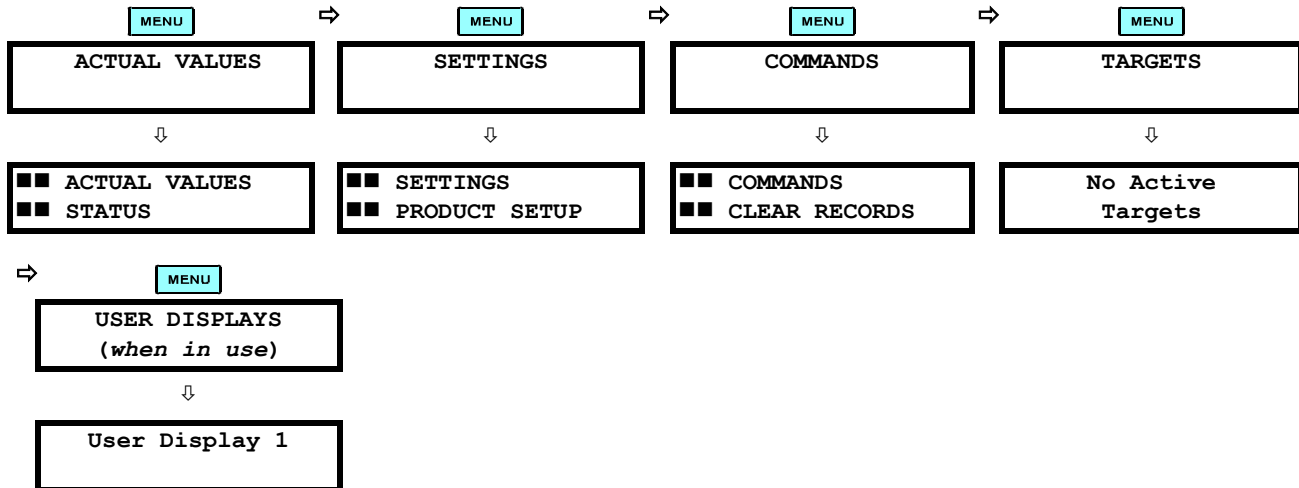 MENU ⇨ MENU ⇨ MENU ⇨ MENU
ACTUAL VALUES
SETTINGS
COMMANDS
TARGETS
⇩ ⇩ ⇩ ⇩
■■ ACTUAL VALUES
■■ STATUS
■■ SETTINGS
■■ PRODUCT SETUP
■■ COMMANDS
■■ CLEAR RECORDS
No Active
Targets
⇨ MENU
USER DISPLAYS
(when in use)
⇩
User Display 1